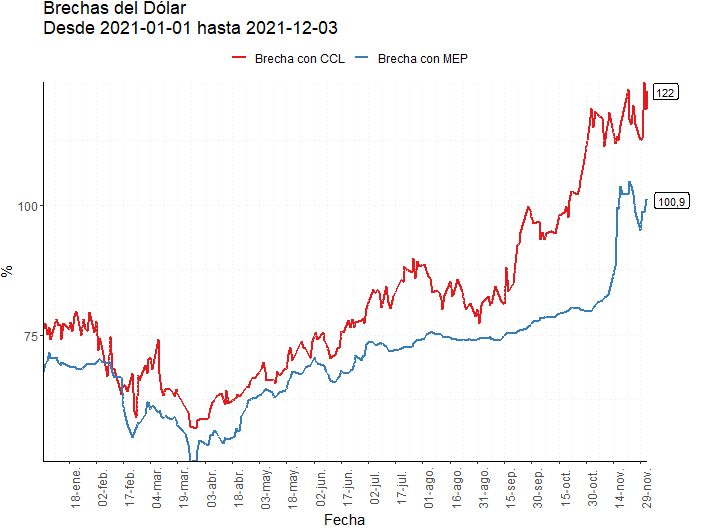 Brechas del Dólar
Desde 2021-01-01 hasta 2021-12-03
Brecha con CCL
Brecha con MEP
122
100,9
100
75
%
18-ene.
02-feb.
17-feb.
04-mar.
19-mar.
03-abr.
18-abr.
03-may.
18-may.
02-jun.
17-jun.
02-jul.
17-jul.
01-ago.
16-ago.
31-ago.
15-sep.
30-sep.
15-oct.
30-oct.
14-nov.
29-nov.
Fecha